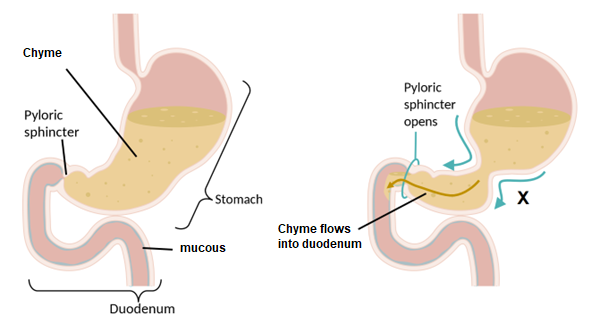 Chyme
Pyloric
sphincter
Stomach
mucous
Duodenum
Pyloric
sphincter
opens
X
Chyme flows
into duodenum